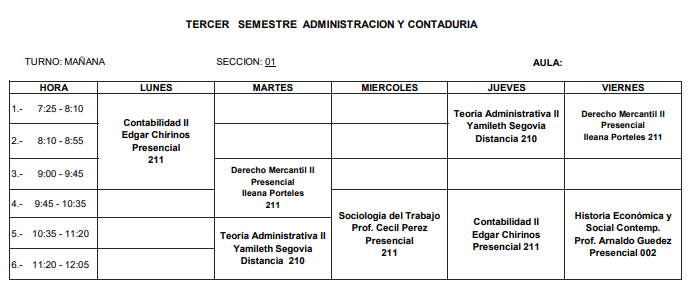 TERCER SEMESTRE ADMINISTRACION Y CONTADURIA
TURNO: MAÑANA SECCION: 01 AULA:
HORA LUNES MARTES MIERCOLES JUEVES VIERNES
1.- 7:25 - 8:10
2.- 8:10 - 8:55
3.- 9:00 - 9:45
4.- 9:45 - 10:35
5.- 10:35 - 11:20
6.- 11:20 - 12:05
Contabilidad II
Edgar Chirinos
Presencial
211
Derecho Mercantil II
Presencial
Ileana Porteles
211
Teoría Administrativa II
Yamileth Segovia
Distancia 210
Sociología del Trabajo
Prof. Cecil Perez
Presencial
211
Teoría Administrativa II
Yamileth Segovia
Distancia 210
Contabilidad II
Edgar Chirinos
Presencial 211
Derecho Mercantil II
Presencial
Ileana Porteles 211
Historia Económica y
Social Contemp.
Prof. Arnaldo Guedez
Presencial 002